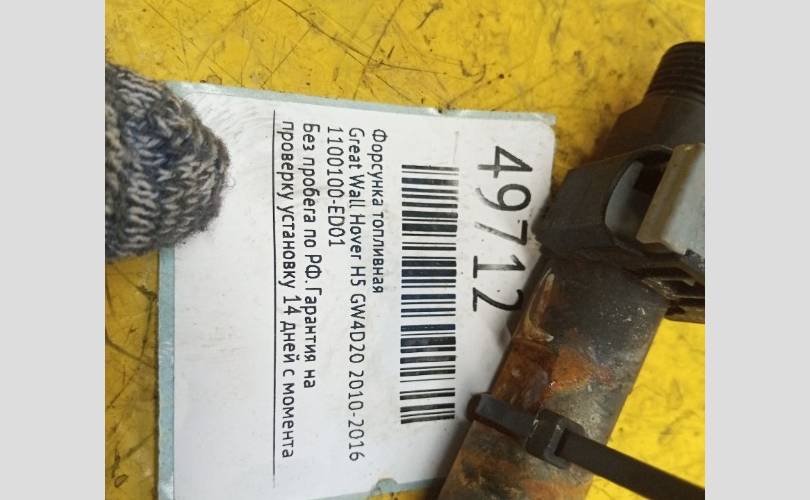 49712
Форсунка топливная
Great Wall Hover H5 GW4D20 2010-2016
1100100-ED01
Без пробега по РФ. Гарантия на
проверку установку 14 дней с момента